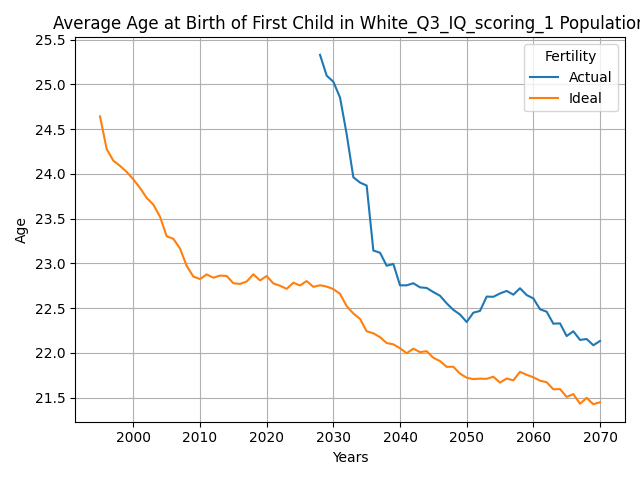 Average Age at Birth of First Child in White_Q3_IQ_scoring_1 Population
Fertility
Actual
Ideal
25.5
25.0
24.5
24.0
23.5
23.0
22.5
22.0
21.5
Age
2000 2010 2020 2030 2040 2050 2060 2070
Years